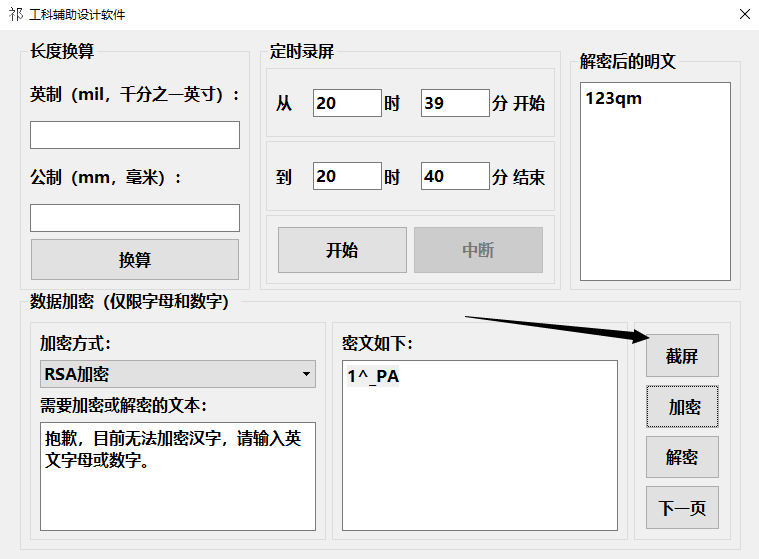 祁 工科辅助设计软件
长度换算
英制（mil，千分之一英寸）：
公制（mm，毫米）：
换算
定时录屏
从 20 时 39 分 开始
到 20 时 40 分 结束
开始 中断
解密后的明文
123qm
数据加密（仅限字母和数字）
加密方式：
RSA加密
需要加密或解密的文本：
抱歉，目前无法加密汉字，请输入英
文字母或数字。
密文如下：
1^_PA
截屏
加密
解密
下一页